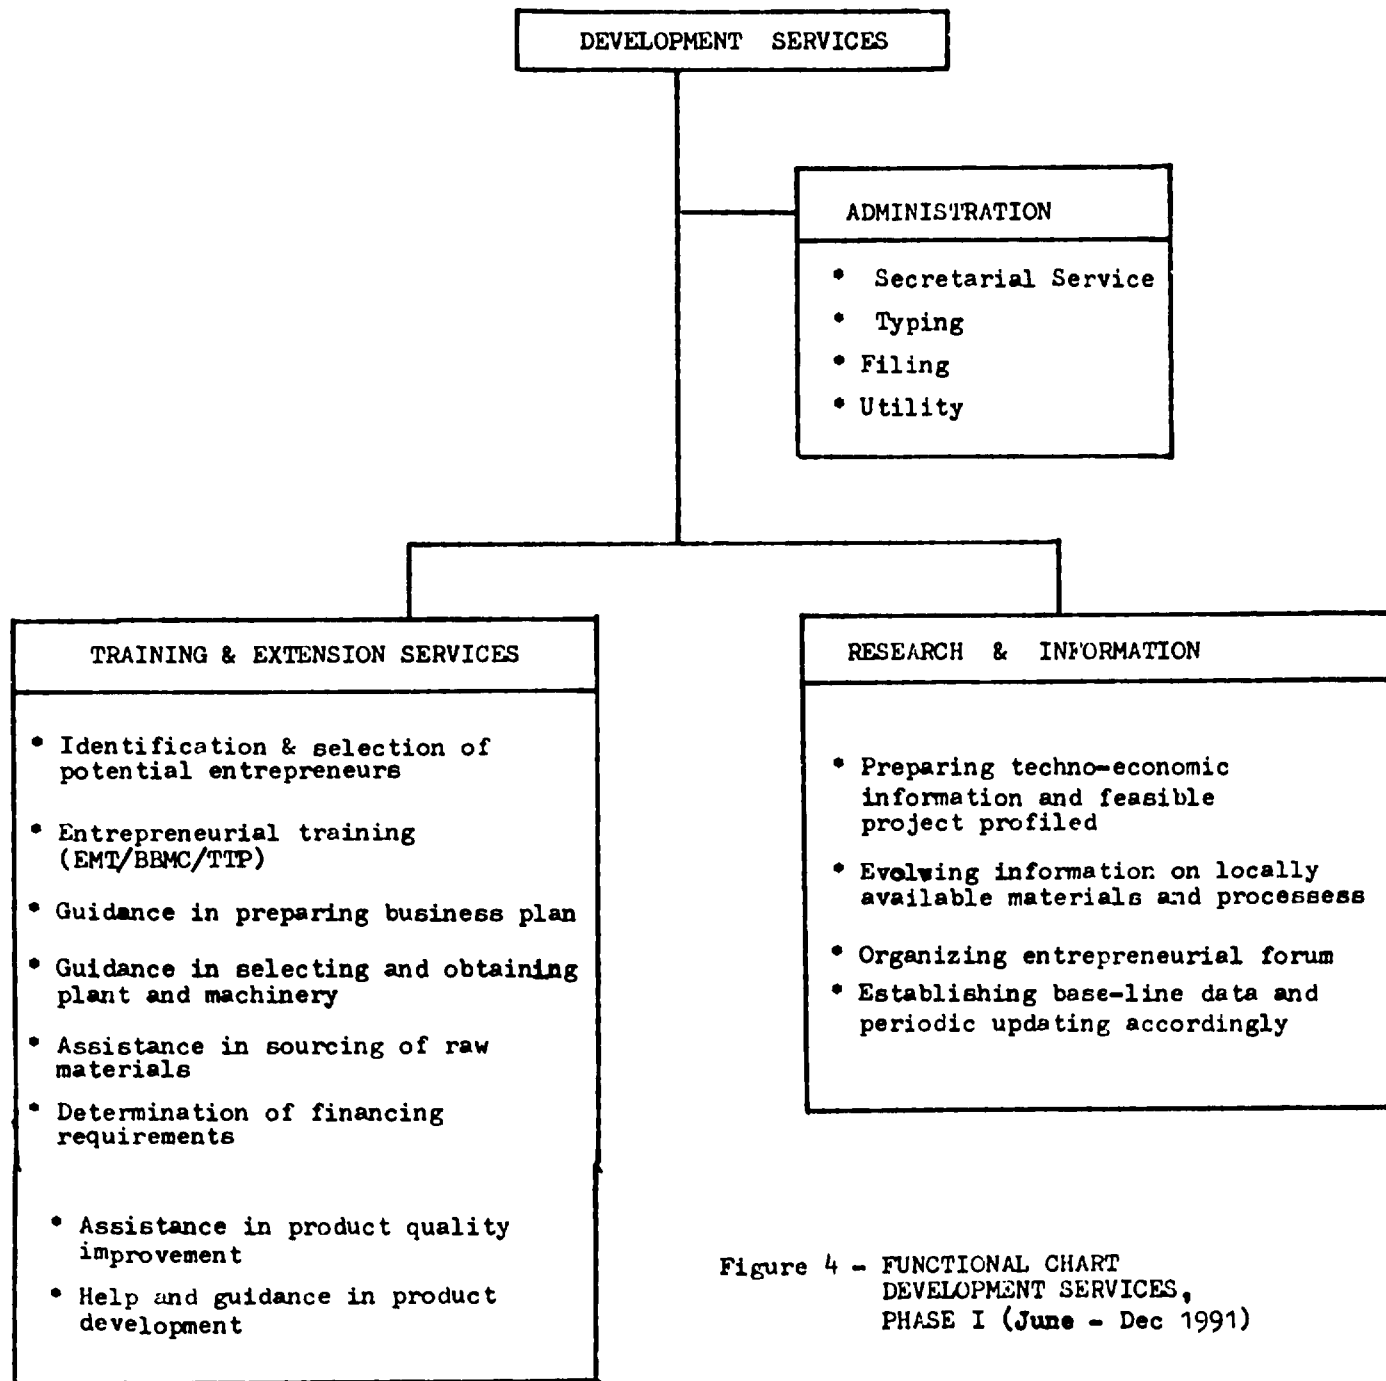 DEVELOPMENT SERVICES
ADMINISTRATION
* Secretarial Service
* Typing
* Filing
* Utility
TRAINING & EXTENSION SERVICES
* Identification & selection of
potential entrepreneurs
* Entrepreneurial training
(EMT/BBMC/TTP)
* Guidance in preparing business plan
* Guidance in selecting and obtaining
plant and machinery
* Assistance in sourcing of raw
materials
* Determination of financing
requirements
* Assistance in product quality
improvement
* Help and guidance in product
development
RESEARCH & INFORMATION
* Preparing techno-economic
information and feasible
project profiled
* Evolving information on locally
available materials and processess
* Organizing entrepreneurial forum
* Establishing base-line data and
periodic updating accordingly
Figure 4 - FUNCTIONAL CHART
DEVELOPMENT SERVICES,
PHASE I (June - Dec 1991)